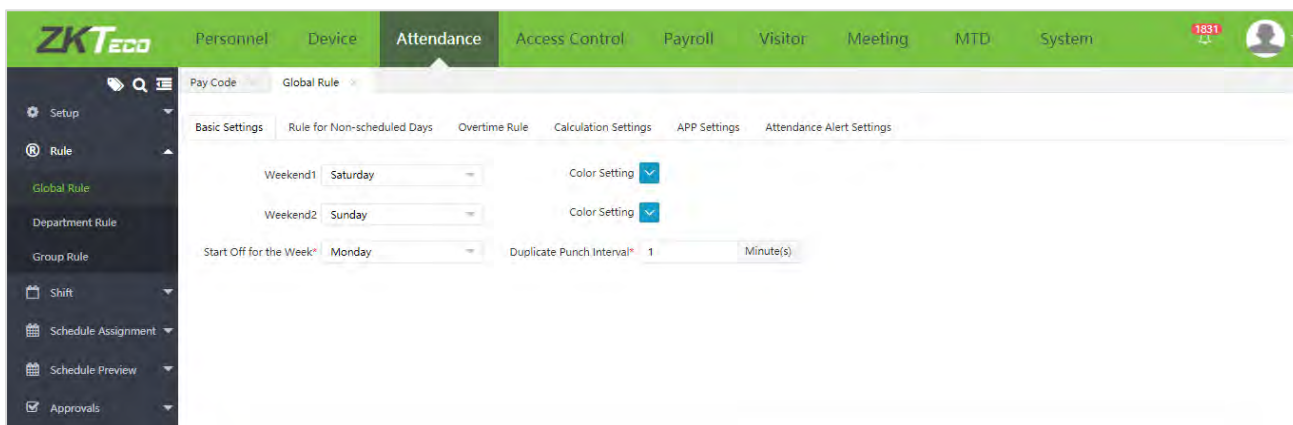 ZKTECO Personnel Device Attendance Access Control Payroll Visitor Meeting MTD System 1831
Pay Code Global Rule
Setup
Basic Settings Rule for Non-scheduled Days Overtime Rule Calculation Settings APP Settings Attendance Alert Settings
Rule
Weekend1 Saturday Color Setting
Global Rule
Weekend2 Sunday Color Setting
Department Rule
Start Off for the Week* Monday Duplicate Punch Interval* 1 Minute(s)
Group Rule
Shift
Schedule Assignment
Schedule Preview
Approvals